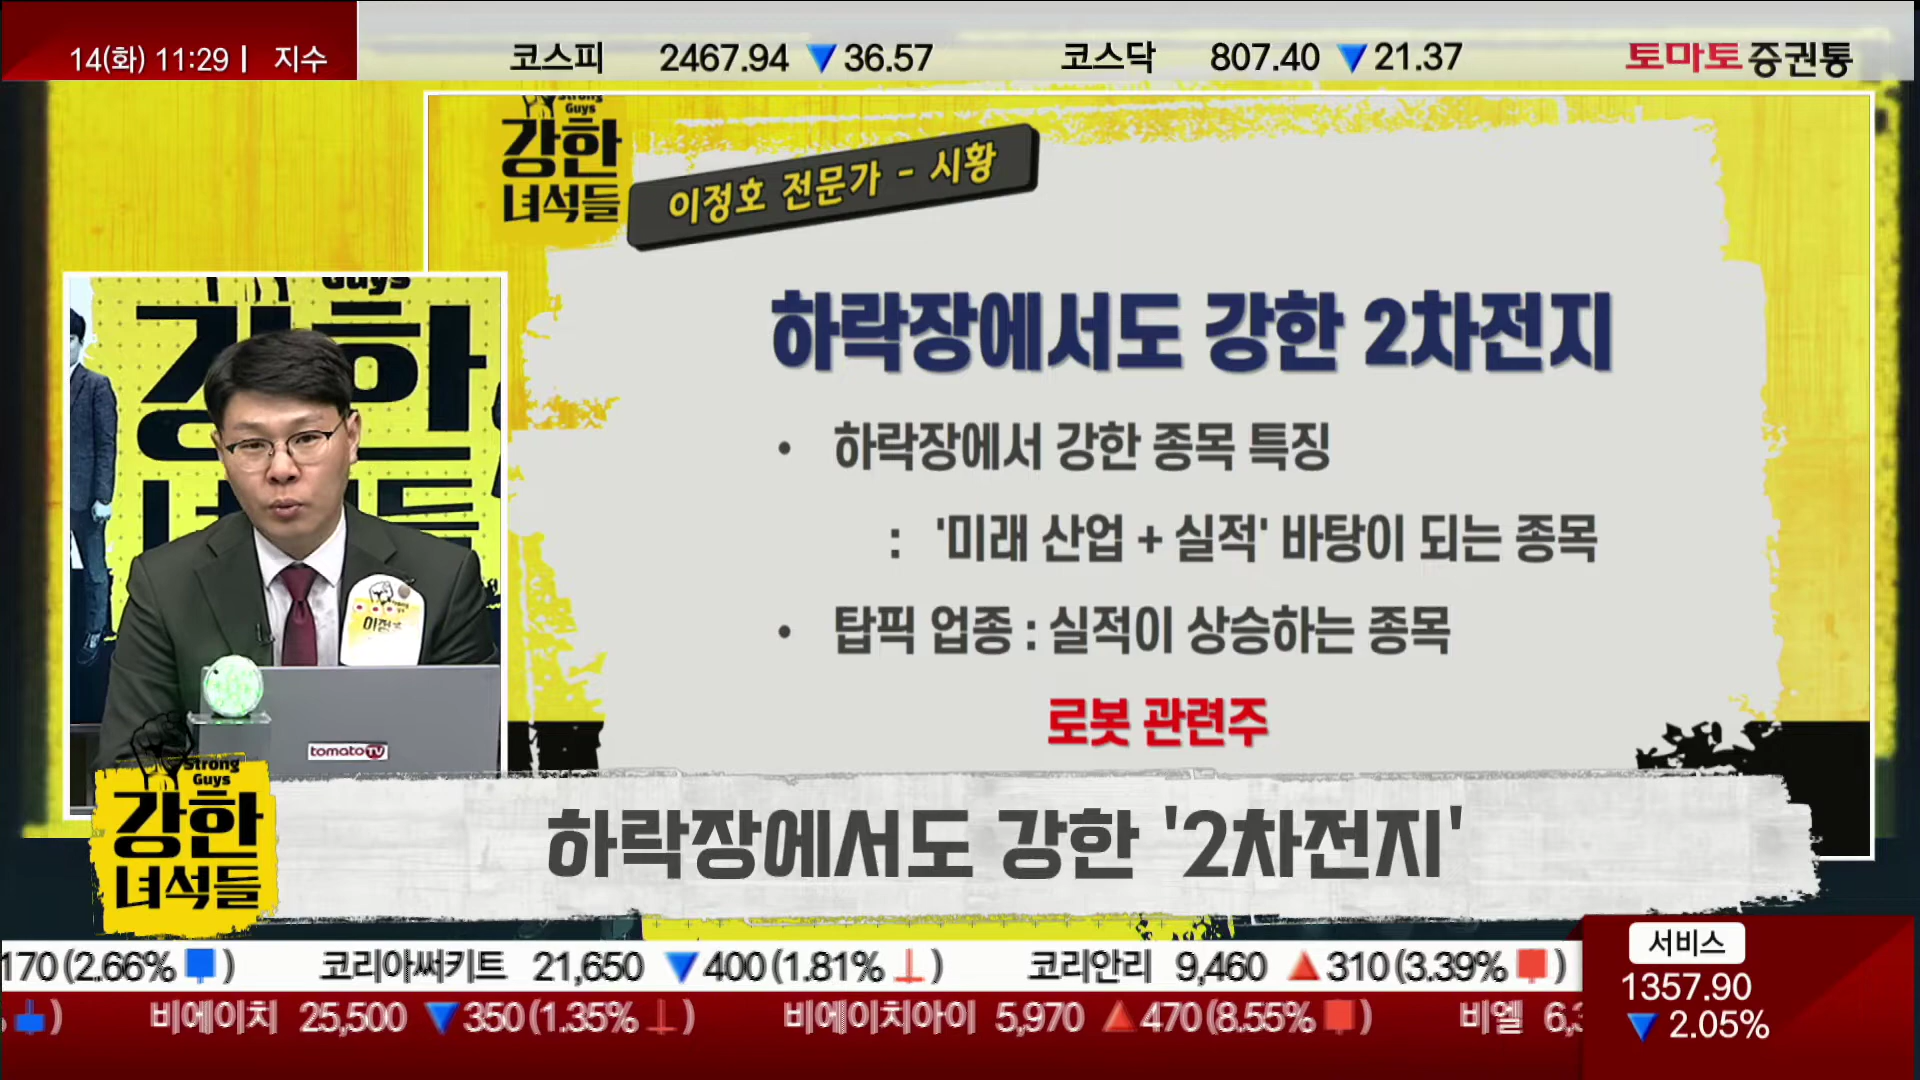 14(화) 11:29 | 지수 코스피 2467.94 ▼ 36.57 코스닥 807.40 ▼ 21.37 토마토증권통
Strong
Guys
강한
녀석들
이정호 전문가 - 시황
하락장에서도 강한 2차전지
• 하락장에서 강한 종목 특징
: '미래 산업 + 실적' 바탕이 되는 종목
• 탑픽 업종 : 실적이 상승하는 종목
로봇 관련주
Guys
강한
tomatoTV
Strong
Guys
강한
녀석들
하락장에서도 강한 '2차전지'
170 (2.66% ) 코리아써키트 21,650 ▼ 400 (1.81% ) 코리안리 9,460 ▲ 310 (3.39% )
) 비에이치 25,500 ▼ 350 (1.35% ) 비에이치아이 5,970 ▲ 470 (8.55% ) 비엘
서비스
1357.90
▼ 2.05%